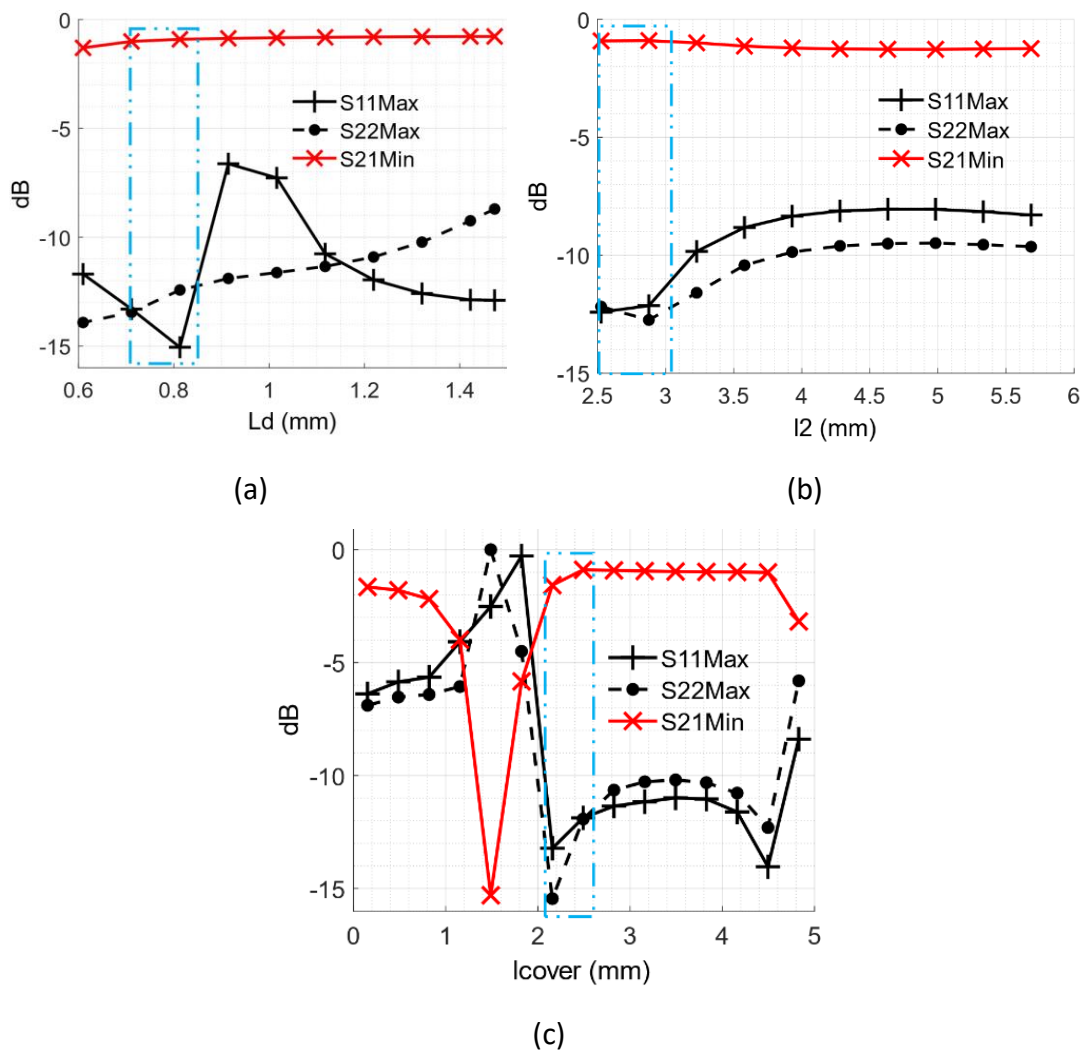 0
-5
-10
-15
dB
S11Max
S22Max
S21Min
0.6 0.8 1 1.2 1.4
Ld (mm)
(a)
0
-5
-10
-15
dB
S11Max
S22Max
S21Min
2.5 3 3.5 4 4.5 5 5.5 6
l2 (mm)
(b)
0
-5
-10
-15
dB
S11Max
S22Max
S21Min
0 1 2 3 4 5
lcover (mm)
(c)